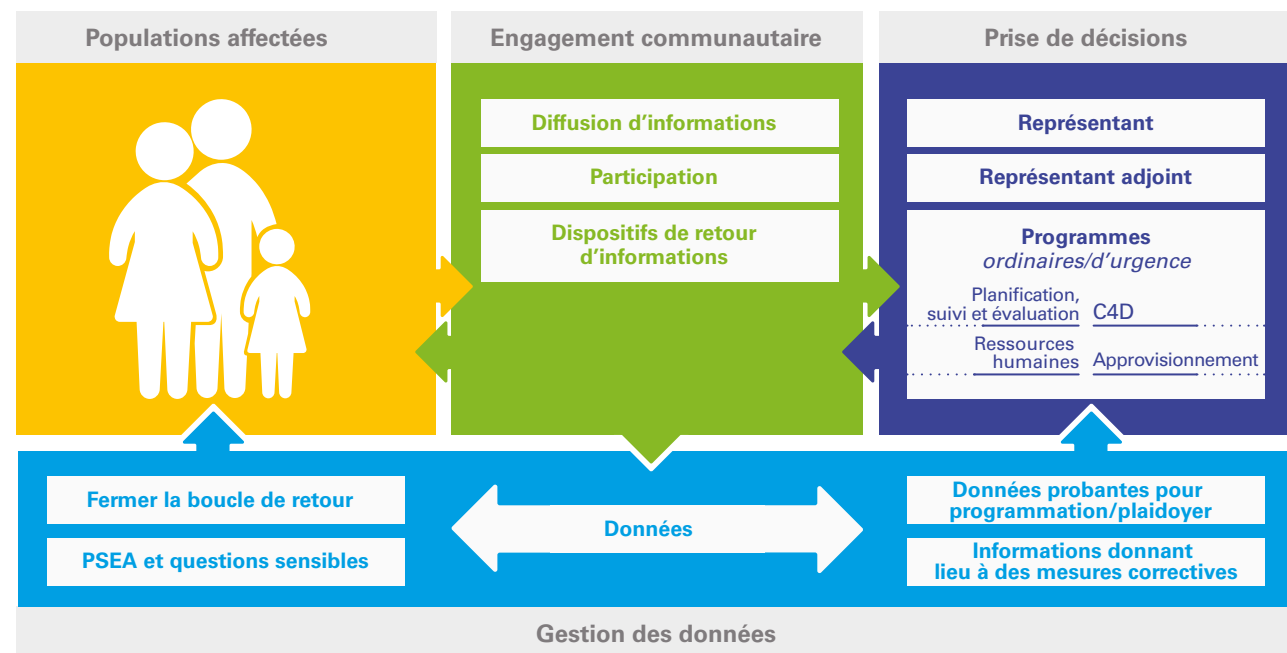 Populations affectées
Engagement communautaire
Prise de décisions
Diffusion d’informations
Participation
Dispositifs de retour
d’informations
Représentant
Représentant adjoint
Programmes
ordinaires/d’urgence
Planification,
suivi et évaluation
C4D
Ressources
humaines
Approvisionnement
Fermer la boucle de retour
PSEA et questions sensibles
Données
Données probantes pour
programmation/plaidoyer
Informations donnant
lieu à des mesures correctives
Gestion des données